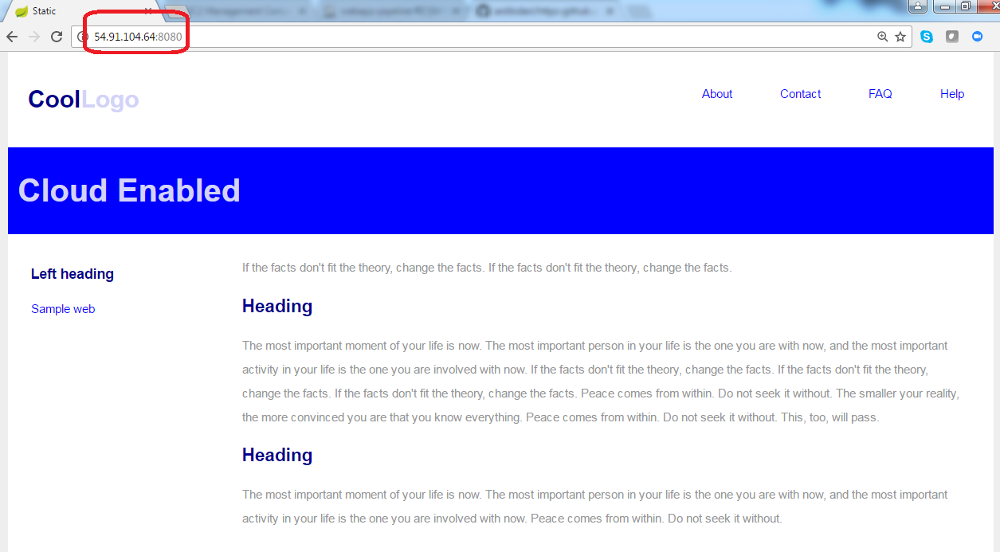 Static
54.91.104.64:8080
CoolLogo
About Contact FAQ Help
Cloud Enabled
Left heading
Sample web
If the facts don't fit the theory, change the facts. If the facts don't fit the theory, change the facts.
Heading
The most important moment of your life is now. The most important person in your life is the one you are with now, and the most important
activity in your life is the one you are involved with now. If the facts don't fit the theory, change the facts. If the facts don't fit the theory,
change the facts. If the facts don't fit the theory, change the facts. Peace comes from within. Do not seek it without. The smaller your reality,
the more convinced you are that you know everything. Peace comes from within. Do not seek it without. This, too, will pass.
Heading
The most important moment of your life is now. The most important person in your life is the one you are with now, and the most important
activity in your life is the one you are involved with now. Peace comes from within. Do not seek it without.